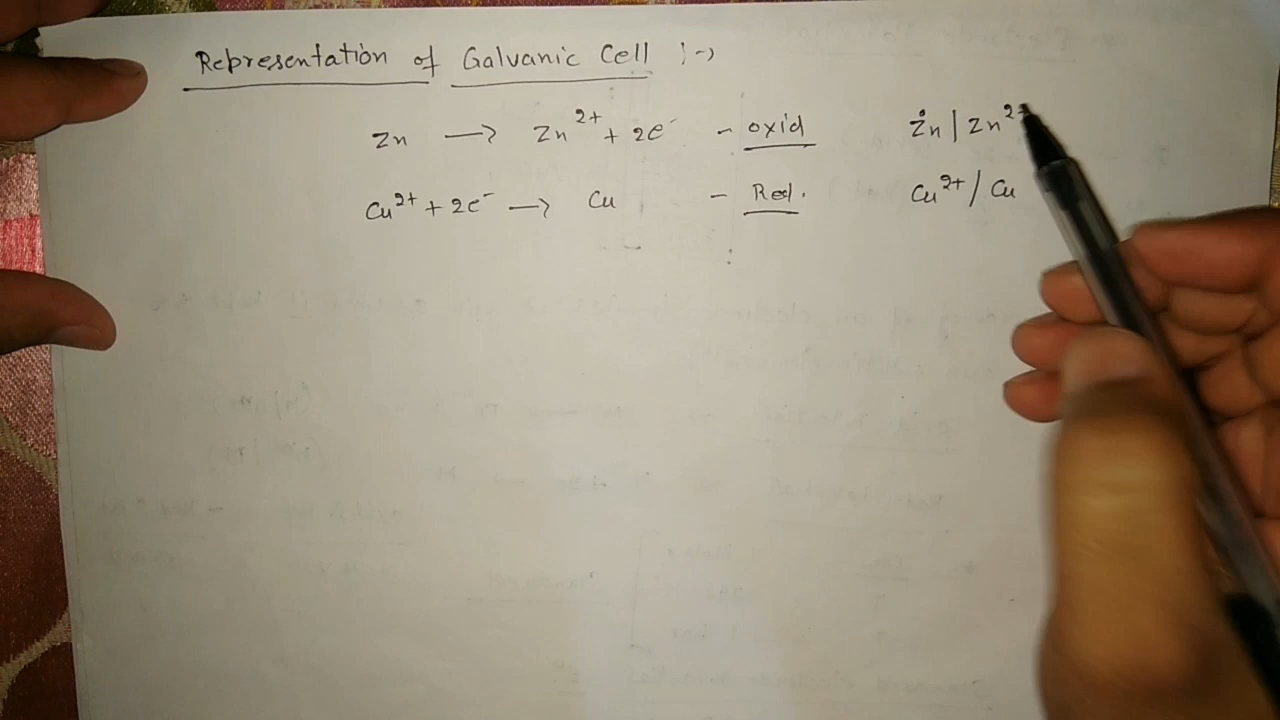 Representation of Galvanic Cell :->
Zn → Zn²⁺ + 2e⁻ - oxid Zn | Zn²⁺
Cu²⁺ + 2e⁻ → Cu - Red. Cu²⁺ / Cu